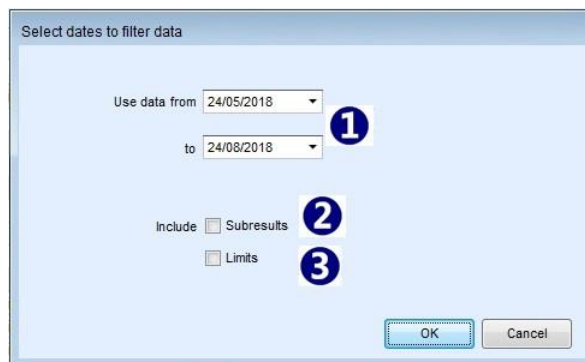 Select dates to filter data
Use data from 24/05/2018
1
to 24/08/2018
Include Subresults 2
Limits 3
OK Cancel